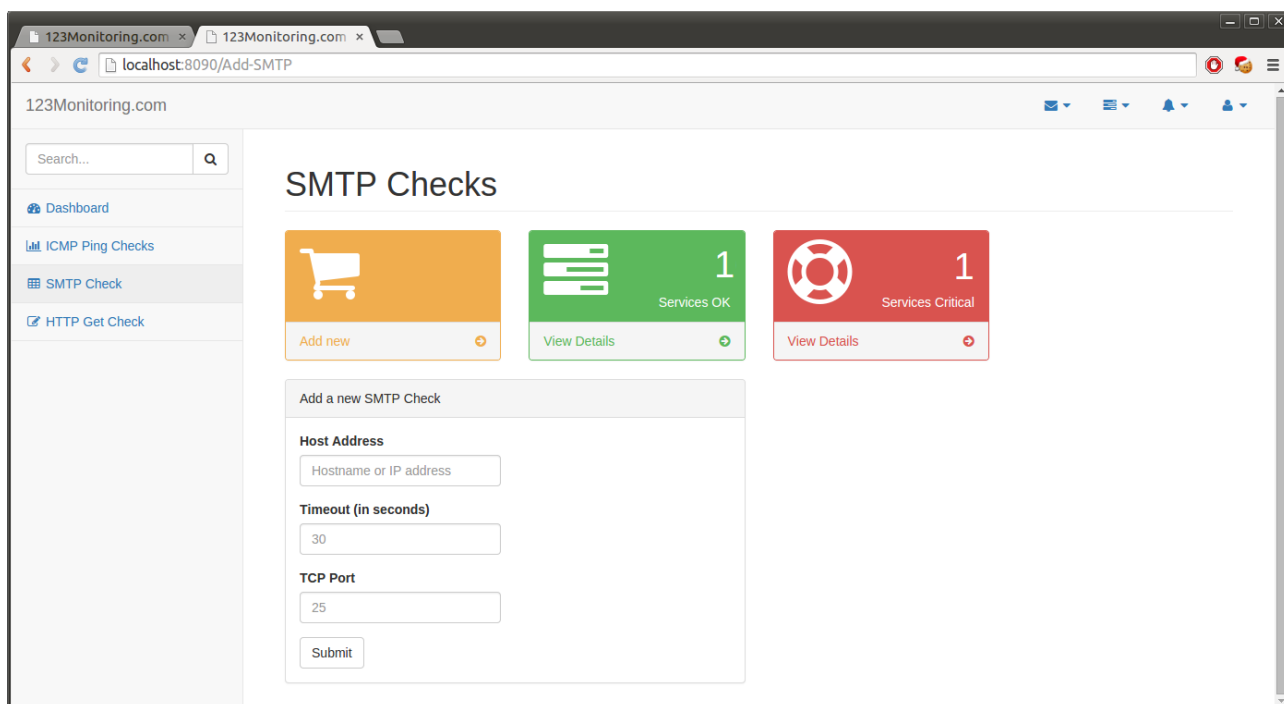 123Monitoring.com
123Monitoring.com
localhost:8090/Add-SMTP
123Monitoring.com
Search...
Dashboard
ICMP Ping Checks
SMTP Check
HTTP Get Check
SMTP Checks
Add new
1
Services OK
View Details
1
Services Critical
View Details
Add a new SMTP Check
Host Address
Hostname or IP address
Timeout (in seconds)
30
TCP Port
25
Submit